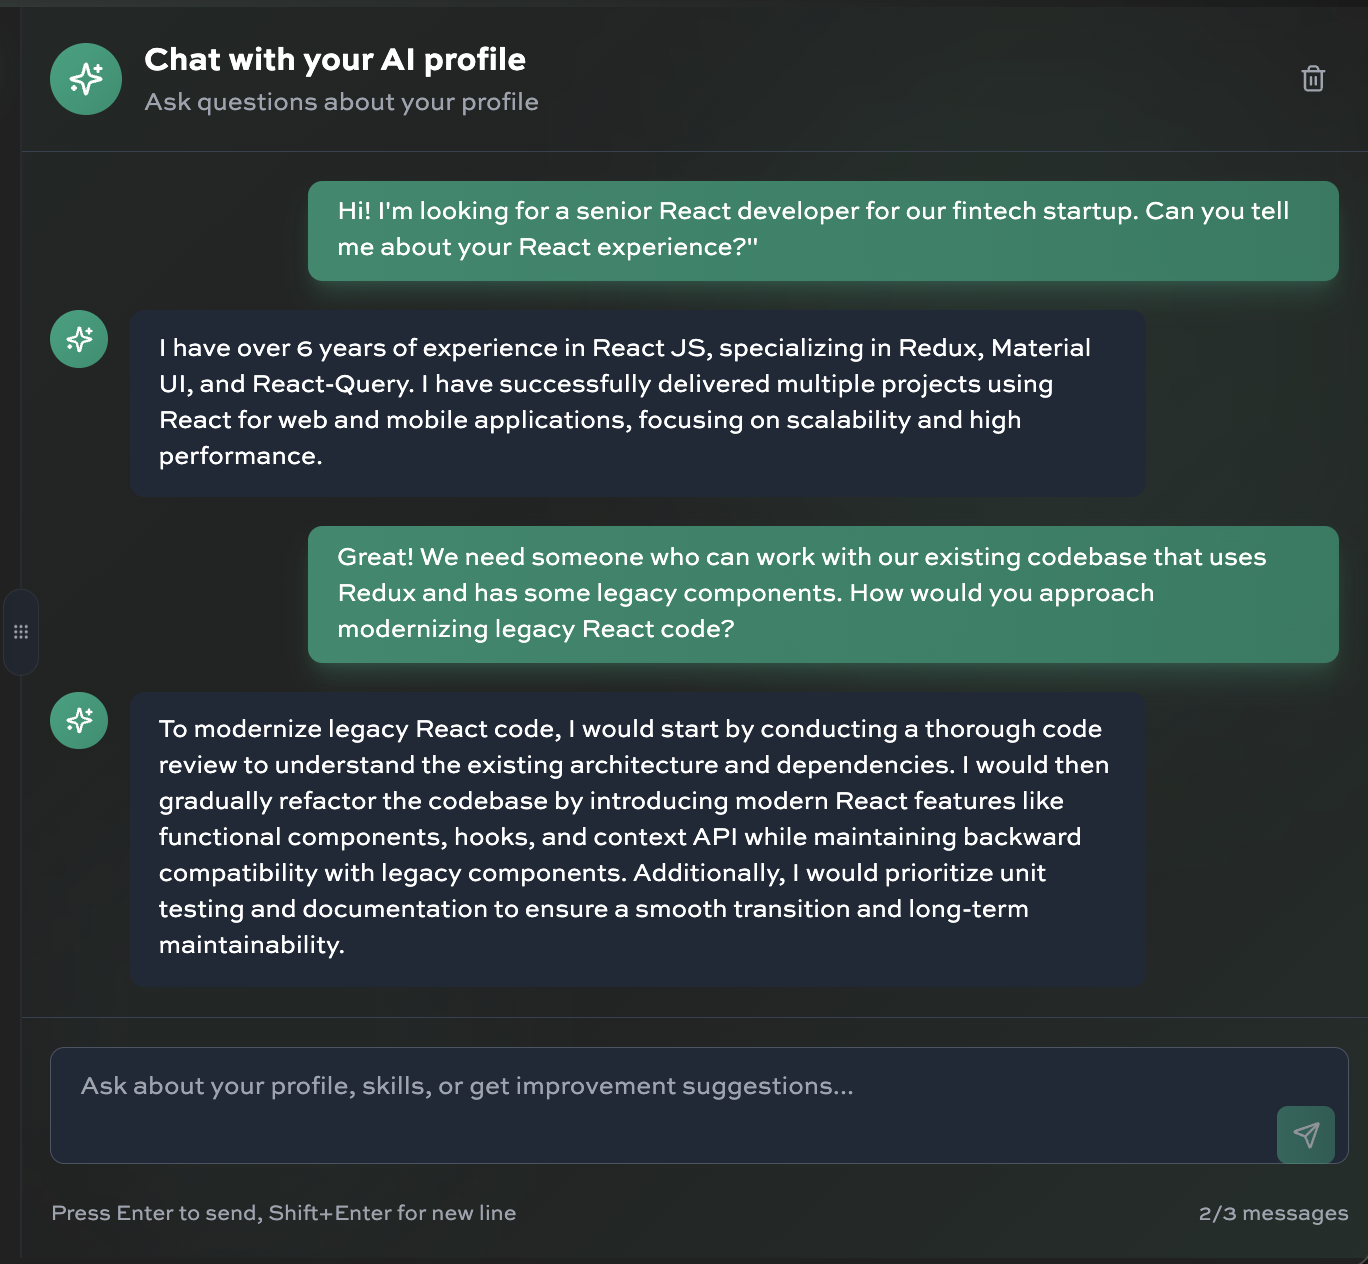 Chat with your AI profile
Ask questions about your profile
Hi! I'm looking for a senior React developer for our fintech startup. Can you tell
me about your React experience?"
I have over 6 years of experience in React JS, specializing in Redux, Material
UI, and React-Query. I have successfully delivered multiple projects using
React for web and mobile applications, focusing on scalability and high
performance.
Great! We need someone who can work with our existing codebase that uses
Redux and has some legacy components. How would you approach
modernizing legacy React code?
To modernize legacy React code, I would start by conducting a thorough code
review to understand the existing architecture and dependencies. I would then
gradually refactor the codebase by introducing modern React features like
functional components, hooks, and context API while maintaining backward
compatibility with legacy components. Additionally, I would prioritize unit
testing and documentation to ensure a smooth transition and long-term
maintainability.
Ask about your profile, skills, or get improvement suggestions...
Press Enter to send, Shift+Enter for new line
2/3 messages